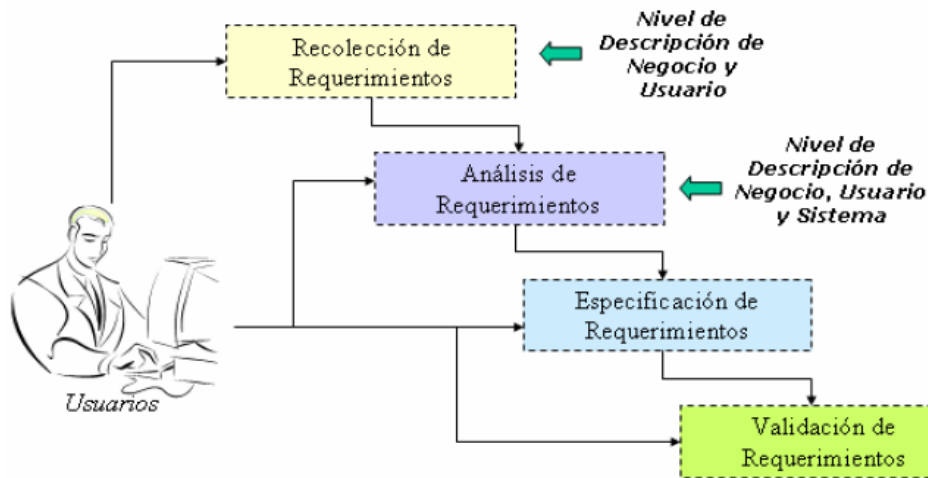 Recolección de
Requerimientos
Nivel de
Descripción de
Negocio y
Usuario
Análisis de
Requerimientos
Nivel de
Descripción de
Negocio, Usuario
y Sistema
Especificación de
Requerimientos
Usuarios
Validación de
Requerimientos